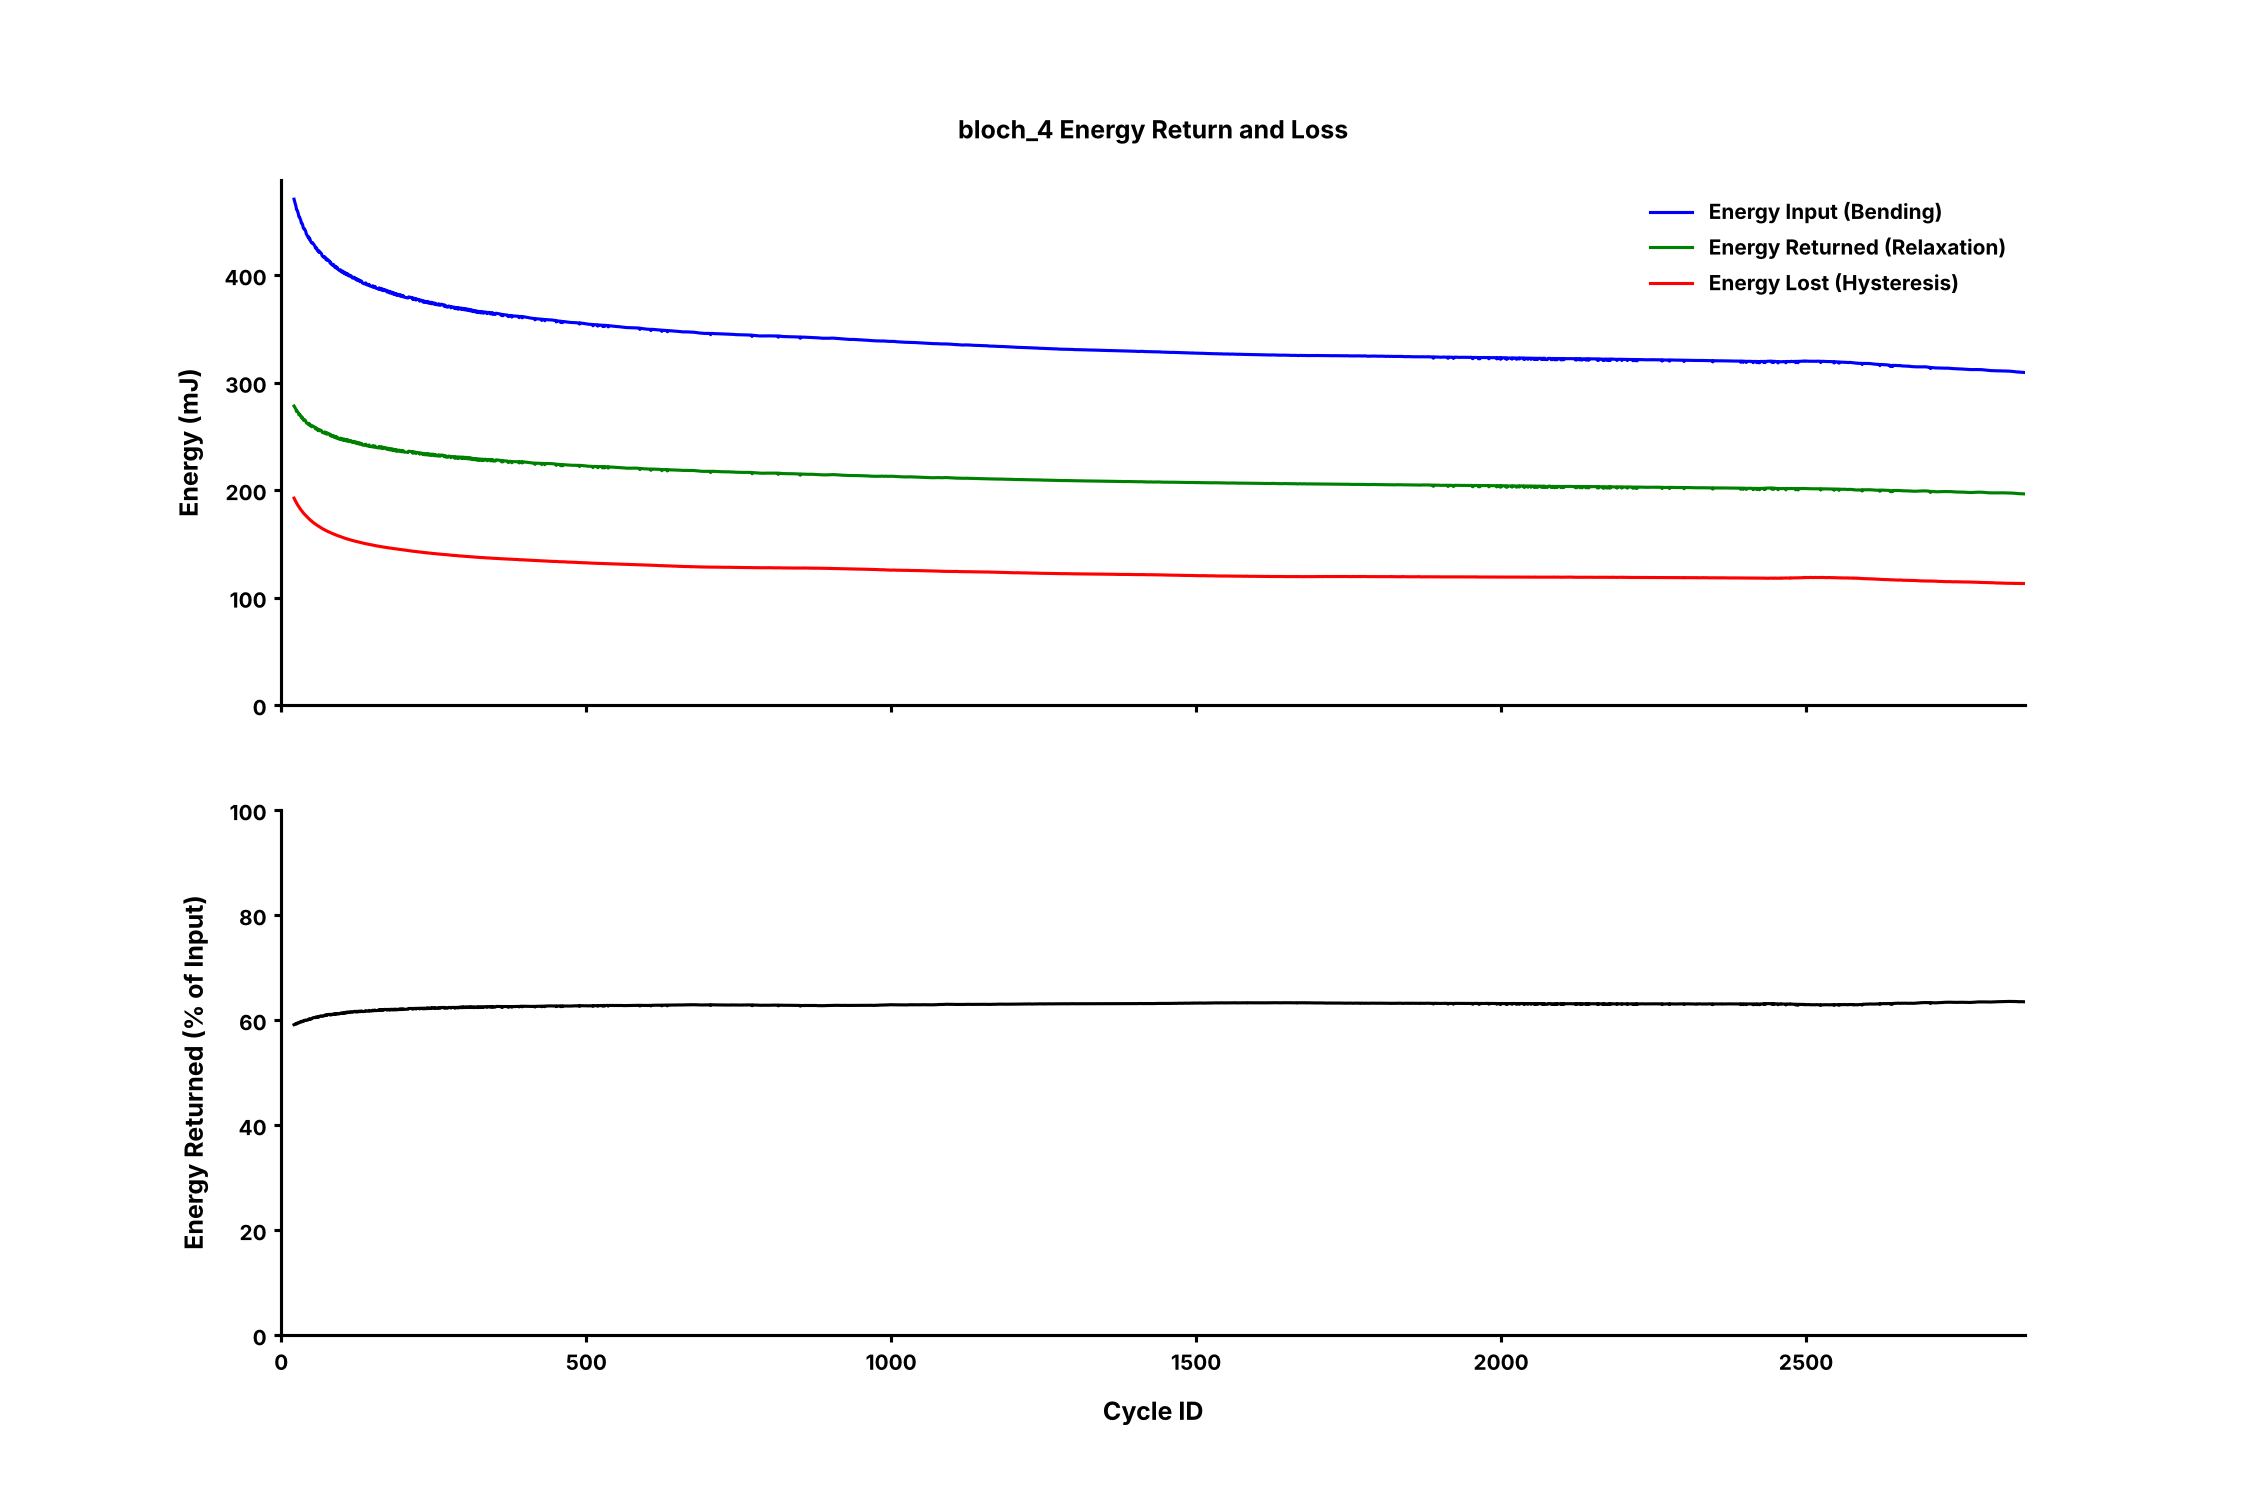 bloch_4 Energy Return and Loss
Energy Input (Bending)
Energy Returned (Relaxation)
Energy Lost (Hysteresis)
Energy (mJ)
400
300
200
100
0
Energy Returned (% of Input)
100
80
60
40
20
0
0 500 1000 1500 2000 2500
Cycle ID